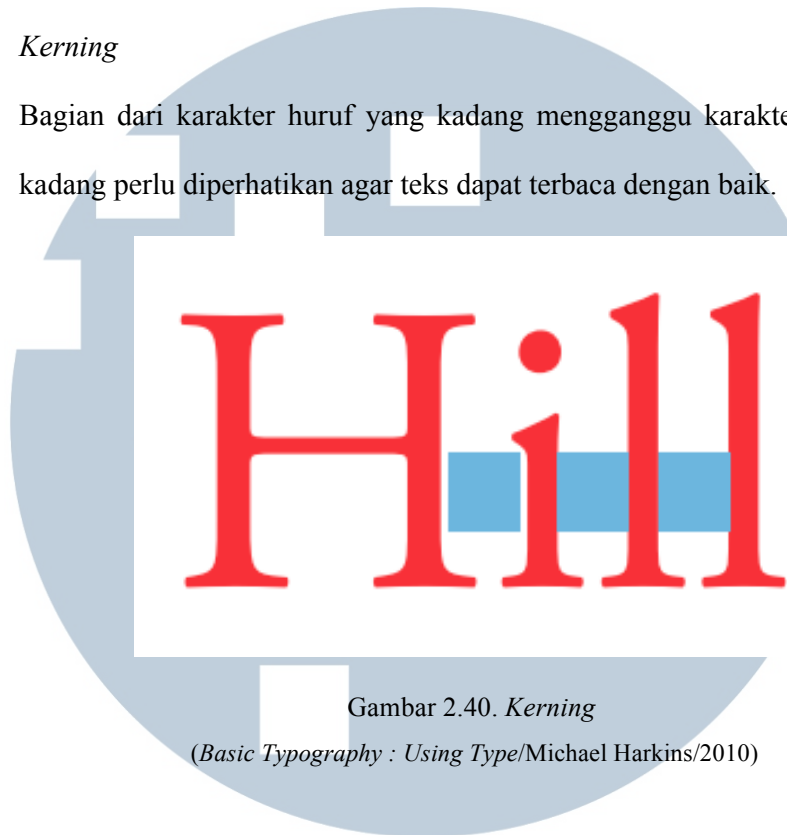 Kerning
Bagian dari karakter huruf yang kadang mengganggu
kadang perlu diperhatikan agar teks dapat terbaca dengan baik.
Hill
Gambar 2.40. Kerning
(Basic Typography : Using Type/Michael Harkins/2010)